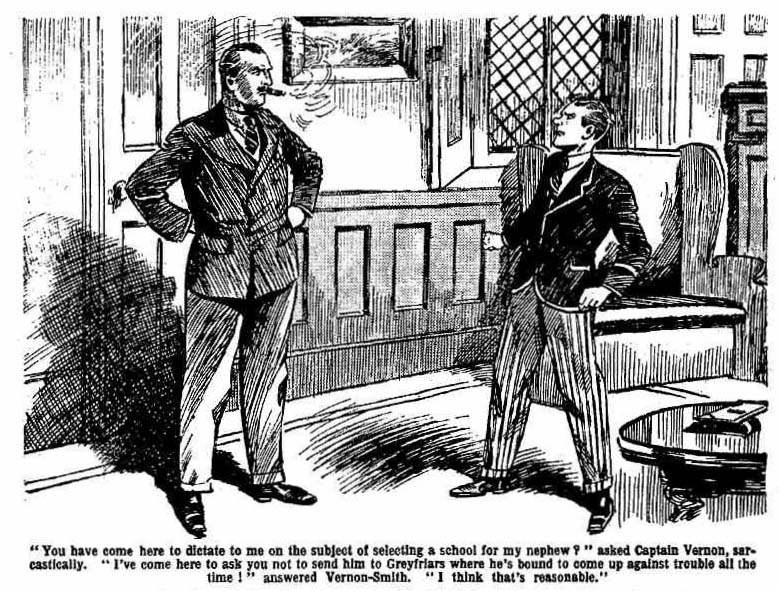 “ You have come here to dictate to me on the subject of selecting a school for my nephew ? ” asked Captain Vernon, sar-
castically. “ I’ve come here to ask you not to send him to Greyfriars where he’s bound to come up against trouble all the
time ! ” answered Vernon-Smith. “ I think that’s reasonable.”